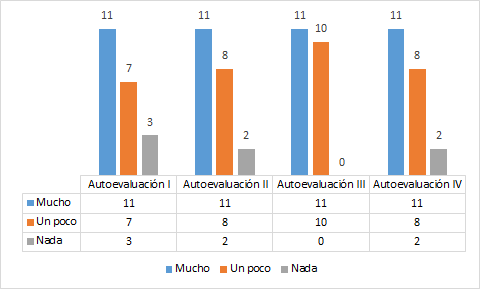 11 11 11 11
7 8 10 8
3 2 0 2
Autoevaluación I Autoevaluación II Autoevaluación III Autoevaluación IV
Mucho 11 11 11 11
Un poco 7 8 10 8
Nada 3 2 0 2
Mucho Un poco Nada